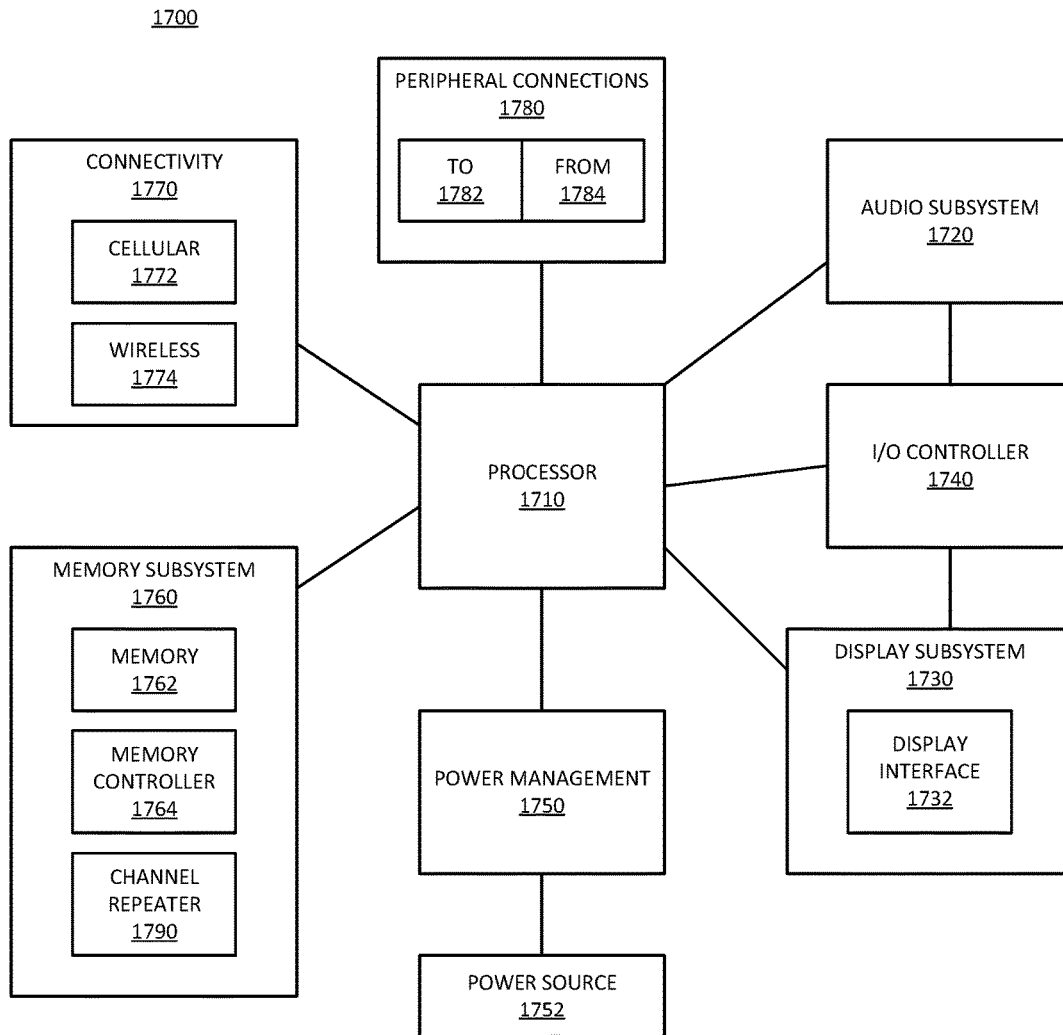 1700
PERIPHERAL CONNECTIONS
1780
TO
1782
FROM
1784
CONNECTIVITY
1770
CELLULAR
1772
WIRELESS
1774
AUDIO SUBSYSTEM
1720
PROCESSOR
1710
I/O CONTROLLER
1740
MEMORY SUBSYSTEM
1760
MEMORY
1762
MEMORY
CONTROLLER
1764
CHANNEL
REPEATER
1790
POWER MANAGEMENT
1750
DISPLAY SUBSYSTEM
1730
DISPLAY
INTERFACE
1732
POWER SOURCE
1752